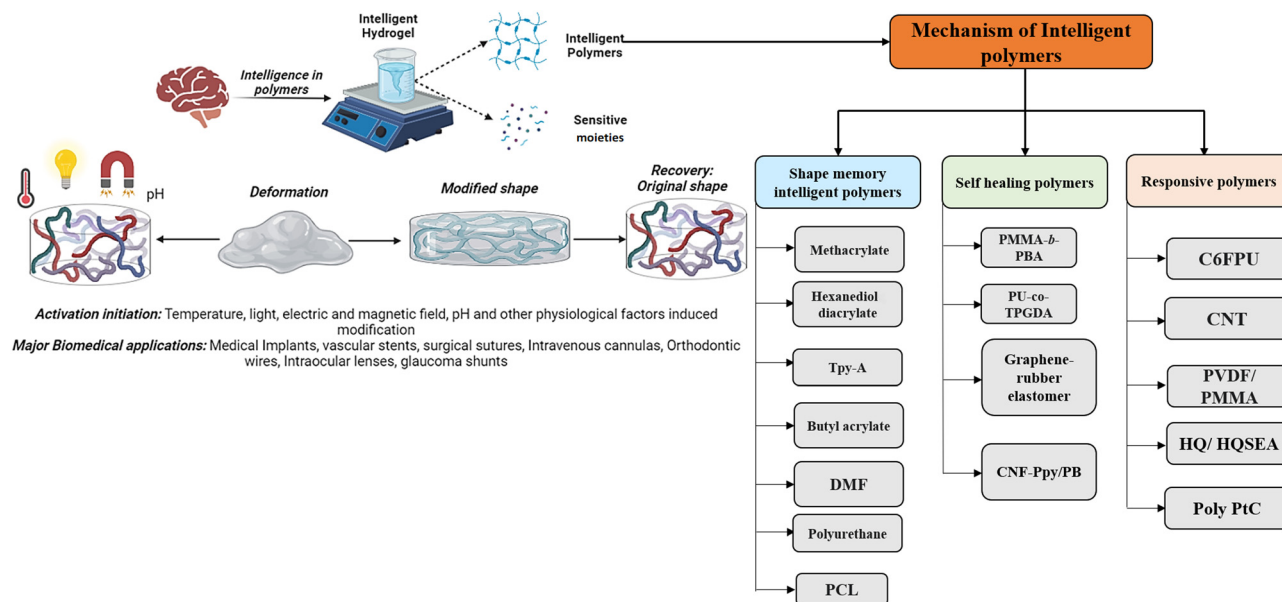 Intelligent
Hydrogel
Intelligence in
polymers
Intelligent
Polymers
Sensitive
moieties
pH
Deformation
Modified shape
Recovery:
Original shape
Activation initiation: Temperature, light, electric and magnetic field, pH and other physiological factors induced
modification
Major Biomedical applications: Medical Implants, vascular stents, surgical sutures, Intravenous cannulas, Orthodontic
wires, Intraocular lenses, glaucoma shunts
Mechanism of Intelligent
polymers
Shape memory
intelligent polymers
Methacrylate
Hexanediol
diacrylate
Tpy-A
Butyl acrylate
DMF
Polyurethane
PCL
Self healing polymers
PMMA-b-
PBA
PU-co-
TPGDA
Graphene-
rubber
elastomer
CNF-Ppy/PB
Responsive polymers
C6FPU
CNT
PVDF/
PMMA
HQ/ HQSEA
Poly PtC